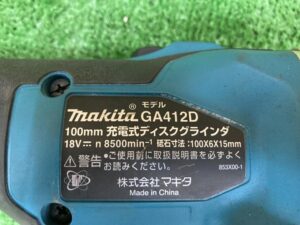 モデル
makita® GA412D
100mm 充電式ディスクグラインダ
18V⎓ n 8500min⁻¹ 砥石寸法:100X6X15mm
⚠警告 ●ご使用前に取扱説明書を必ずよく
お読みください。
853X00-1
株式会社マキタ
Made in China